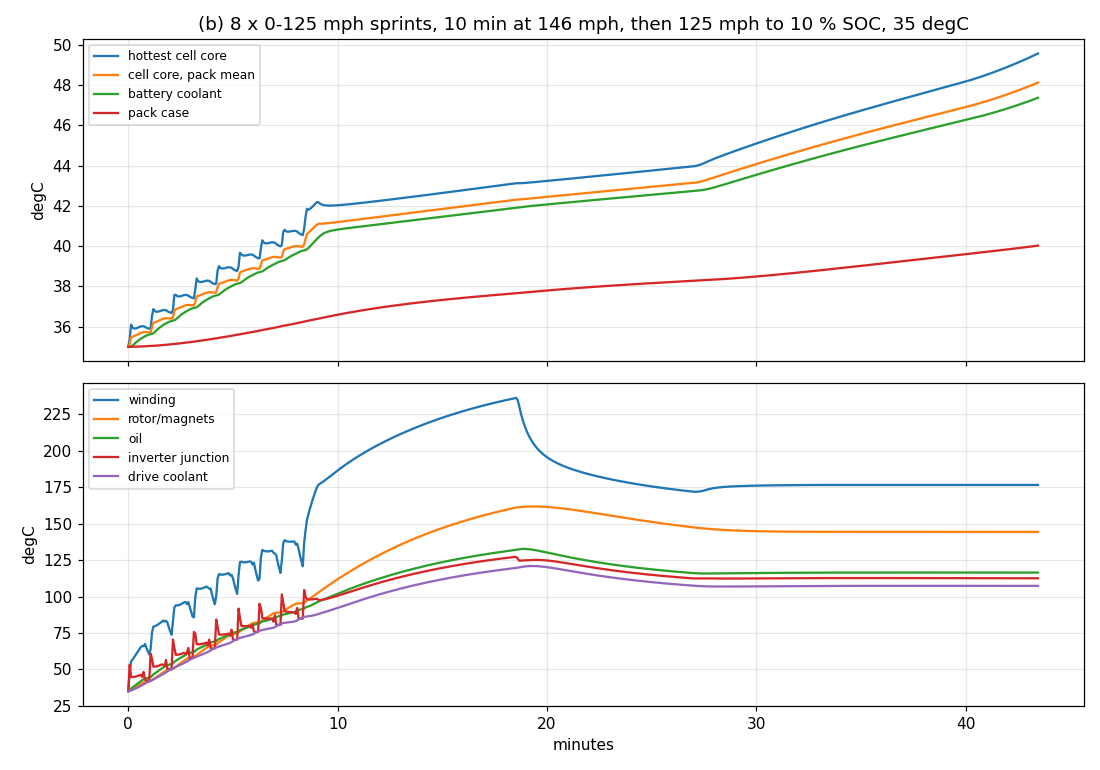 (b) 8 x 0-125 mph sprints, 10 min at 146 mph, then 125 mph to 10 % SOC, 35 degC
50
48
46
44
42
40
38
36
degC
hottest cell core
cell core, pack mean
battery coolant
pack case
225
200
175
150
125
100
75
50
25
degC
winding
rotor/magnets
oil
inverter junction
drive coolant
0
10
20
30
40
minutes